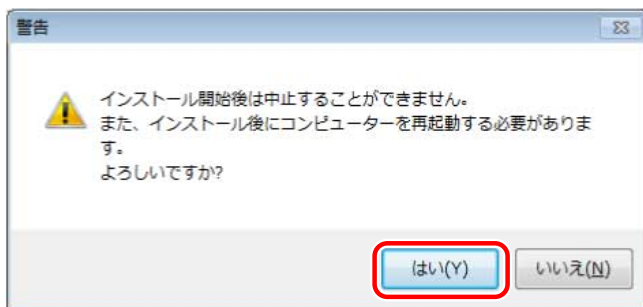 警告
インストール開始後は中止することができません。
また、インストール後にコンピューターを再起動する必要がありま
す。
よろしいですか?
はい(Y) いいえ(N)